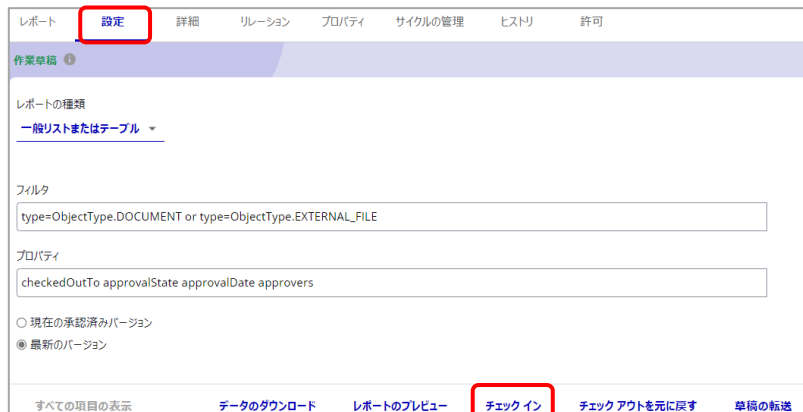 レポート 設定 詳細 リレーション プロパティ サイクルの管理 ヒストリ 許可
作業草稿
レポートの種類
一般リストまたはテーブル
フィルタ
type=ObjectType.DOCUMENT or type=ObjectType.EXTERNAL_FILE
プロパティ
checkedOutTo approvalState approvalDate approvers
現在の承認済みバージョン
最新のバージョン
すべての項目の表示 データのダウンロード レポートのプレビュー チェック イン チェック アウトを元に戻す 草稿の転送